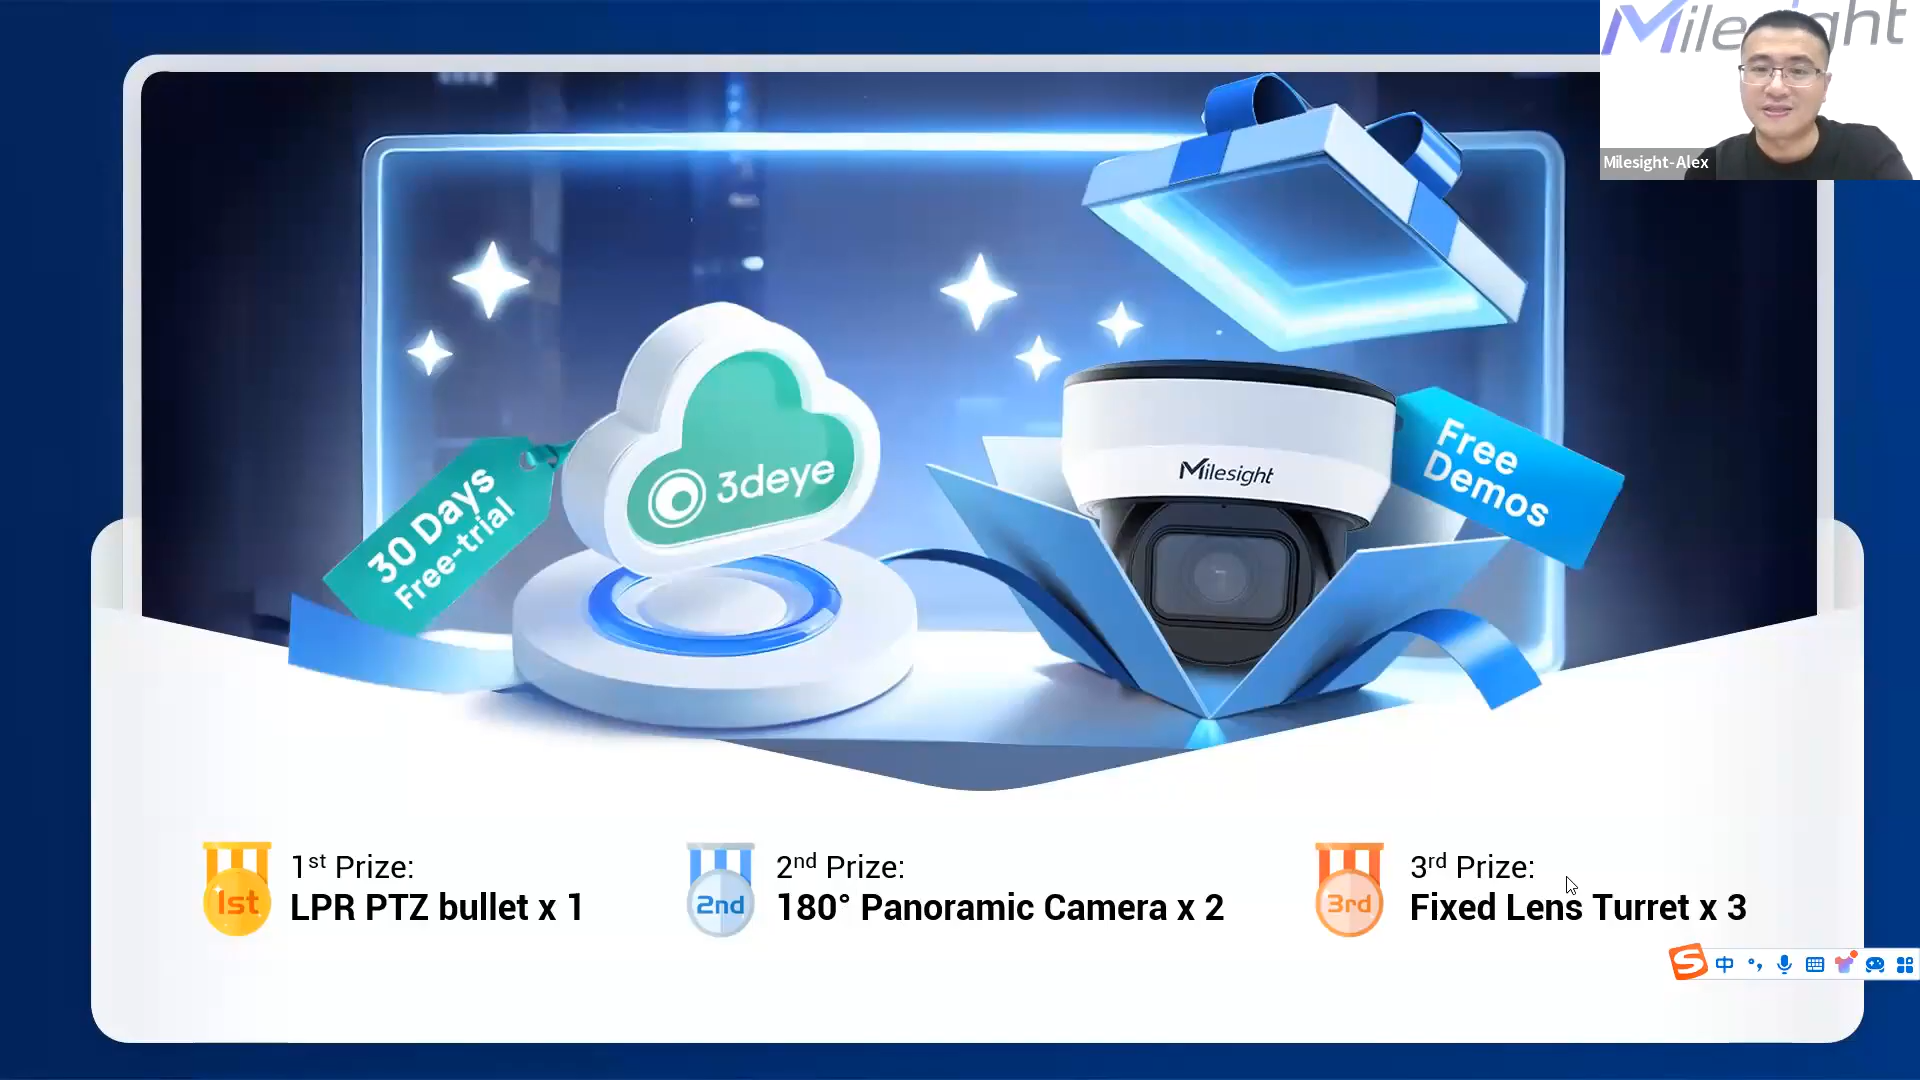 Milesight
Milesight-Alex
30 Days
Free-trial
3deye
Milesight
Free
Demos
1st
1st Prize:
LPR PTZ bullet x 1
2nd
2nd Prize:
180° Panoramic Camera x 2
3rd
3rd Prize:
Fixed Lens Turret x 3
S 中